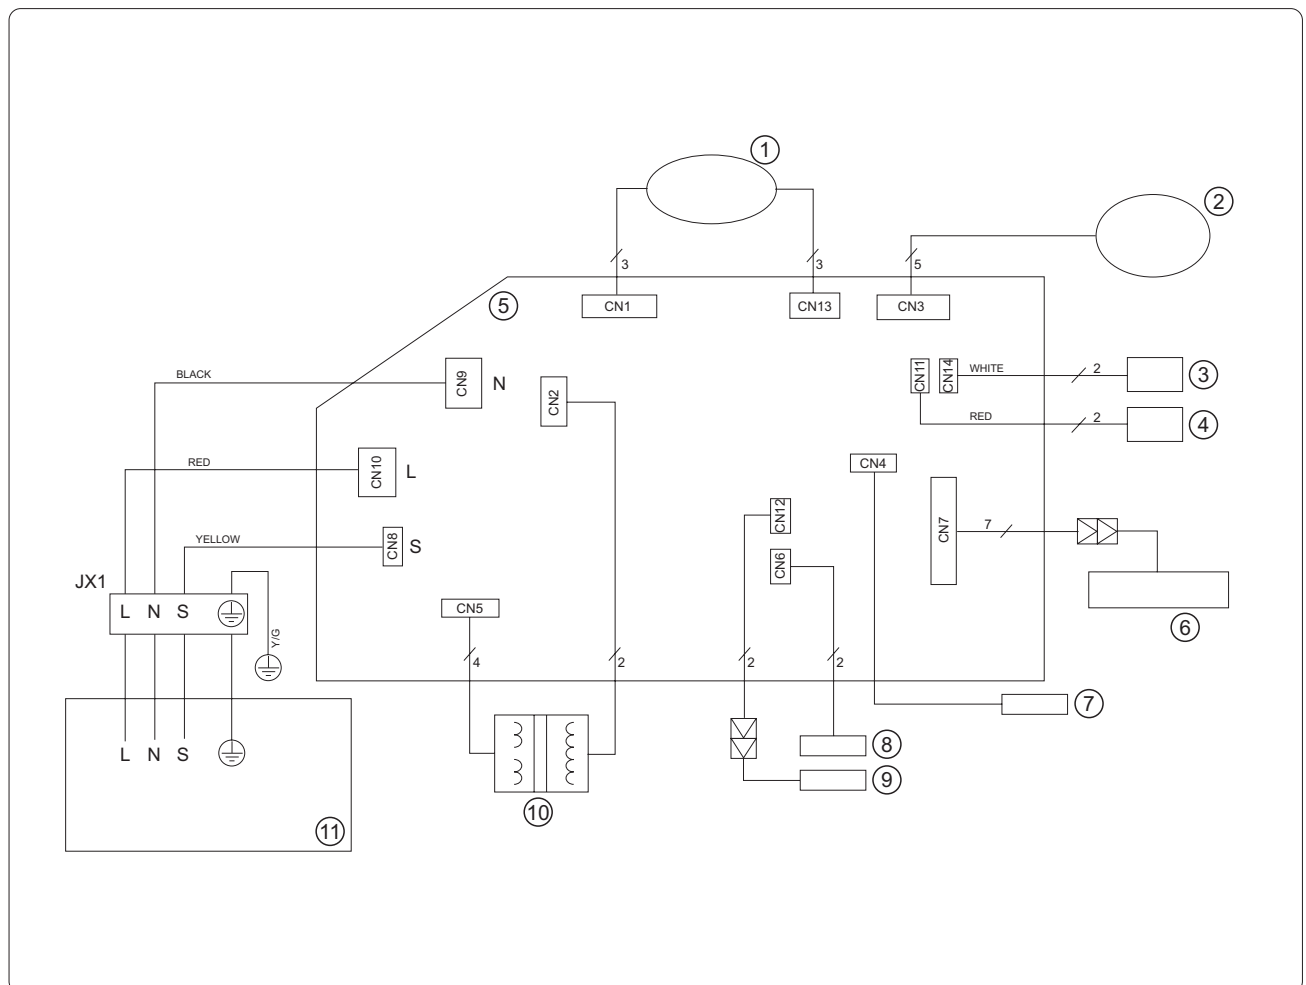 1
2
3
3
5
5
CN1
CN13
CN3
BLACK
CN9
N
CN2
CN11
CN14
WHITE
2
3
RED
2
4
RED
CN10
L
CN4
CN12
CN7
7
YELLOW
CN8
S
CN6
JX1
L N S
Y/G
CN5
6
4
2
2
2
7
L N S
8
9
10
11